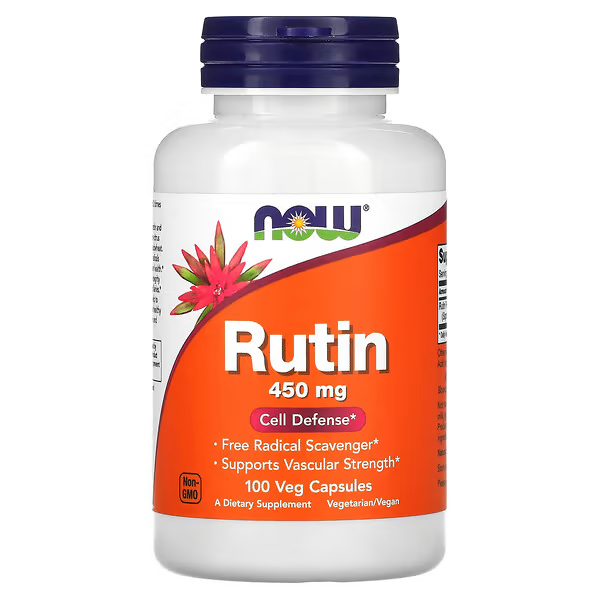 NOW®
Rutin
450 mg
Cell Defense*
• Free Radical Scavenger*
• Supports Vascular Strength*
100 Veg Capsules
Non-
GMO
A Dietary Supplement Vegetarian/Vegan